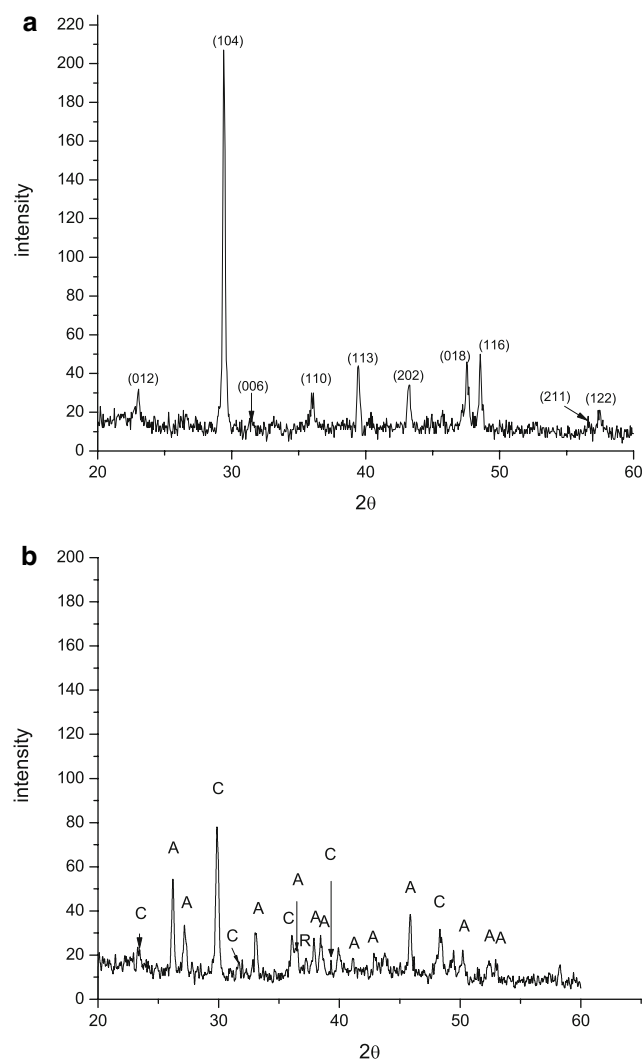 a
220
200
180
160
140
120
100
80
60
40
20
0
intensity
(104)
(012)
(006)
(110)
(113)
(202)
(018)
(116)
(211)
(122)
20 30 40 50 60
2θ
b
200
180
160
140
120
100
80
60
40
20
0
intensity
C
A
A
C
C
A
C
A
R
A
A
C
A
A
A
C
A
A
A
20 30 40 50 60
2θ